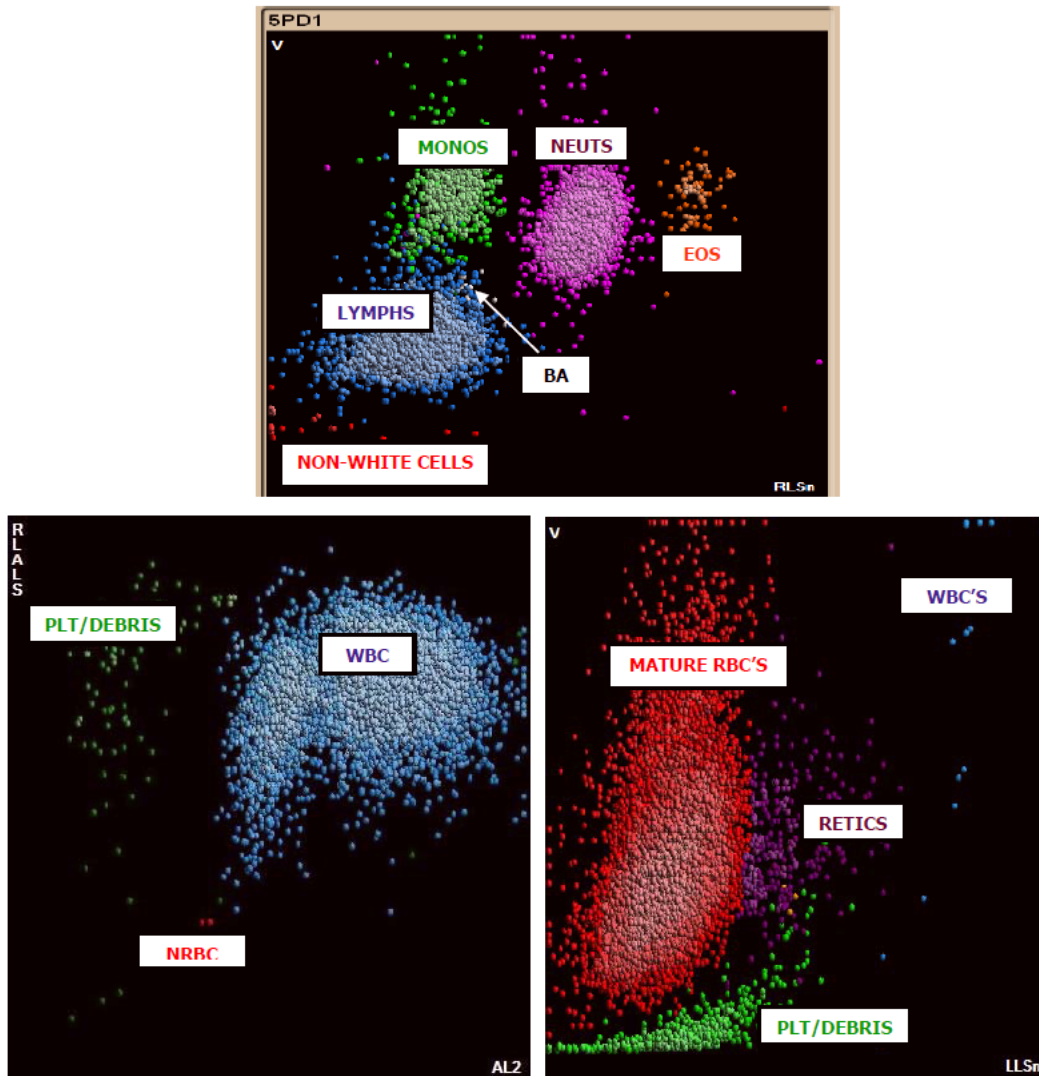 5PD1
V
MONOS
NEUTS
EOS
LYMPHS
BA
NON-WHITE CELLS
RLSn
RLALS
PLT/DEBRIS
WBC
NRBC
AL2
V
WBC'S
MATURE RBC'S
RETICS
PLT/DEBRIS
LLSn